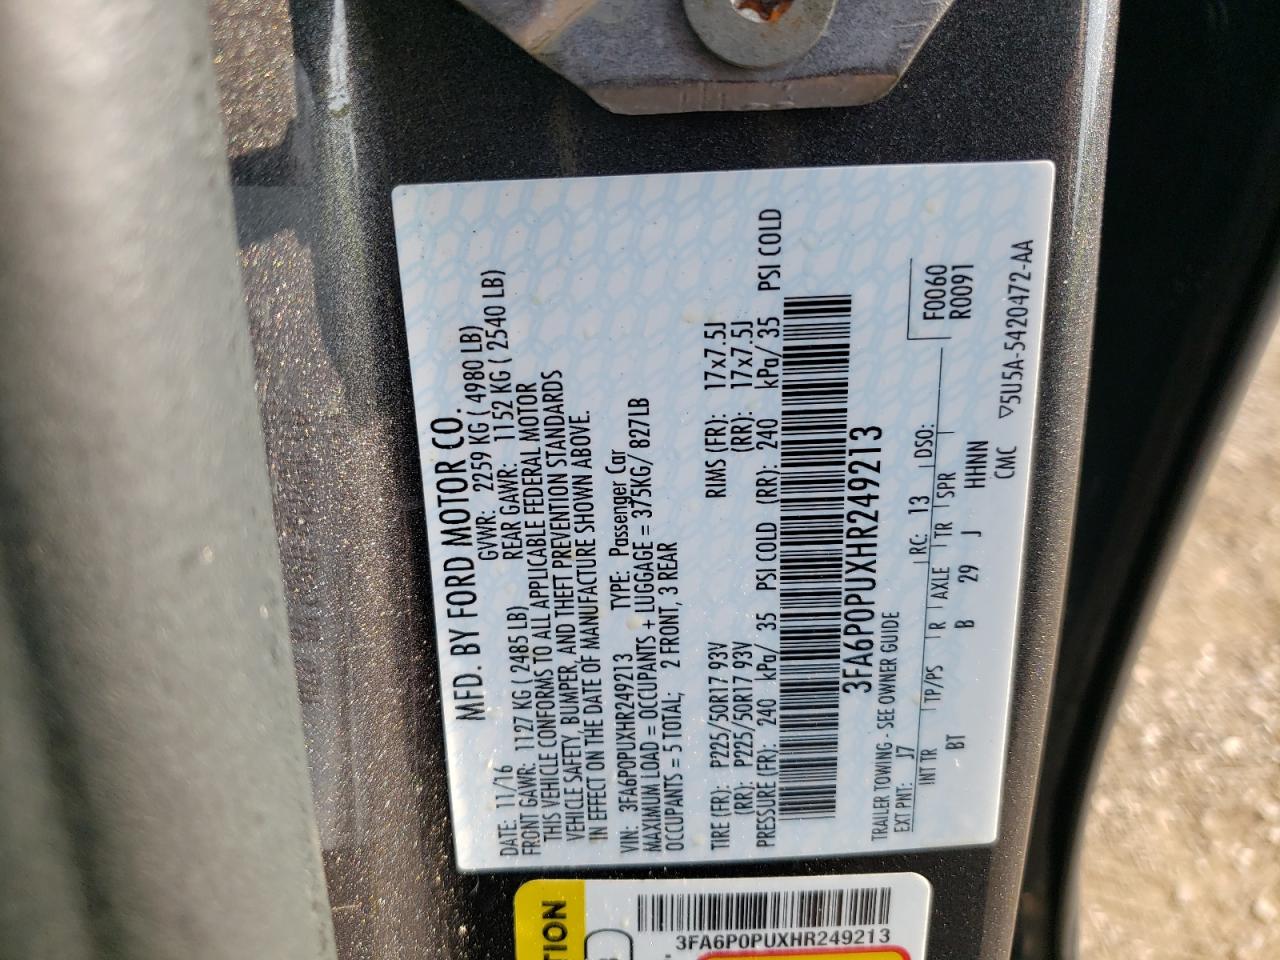 MFD. BY FORD MOTOR CO.
DATE: 11/16 GVWR: 2259 KG ( 4980 LB)
FRONT GAWR: 1127 KG ( 2485 LB) REAR GAWR: 1152 KG ( 2540 LB)
THIS VEHICLE CONFORMS TO ALL APPLICABLE FEDERAL MOTOR
VEHICLE SAFETY, BUMPER, AND THEFT PREVENTION STANDARDS
IN EFFECT ON THE DATE OF MANUFACTURE SHOWN ABOVE.
VIN: 3FA6P0PUXHR249213 TYPE: Passenger Car
MAXIMUM LOAD = OCCUPANTS + LUGGAGE = 375KG/ 827LB
OCCUPANTS = 5 TOTAL; 2 FRONT, 3 REAR
TIRE (FR): P225/50R17 93V RIMS (FR): 17x7.5J
(RR): P225/50R17 93V (RR): 17x7.5J
PRESSURE (FR): 240 kPa/ 35 PSI COLD (RR): 240 kPa/ 35 PSI COLD
3FA6P0PUXHR249213
TRAILER TOWING - SEE OWNER GUIDE F0060
EXT PNT: J7 RC: 13 DSO: R0091
INT TR TP/PS R AXLE TR SPR
BT B 29 J HHNN
CMC ▽5U5A-5420472-AA
3FA6P0PUXHR249213